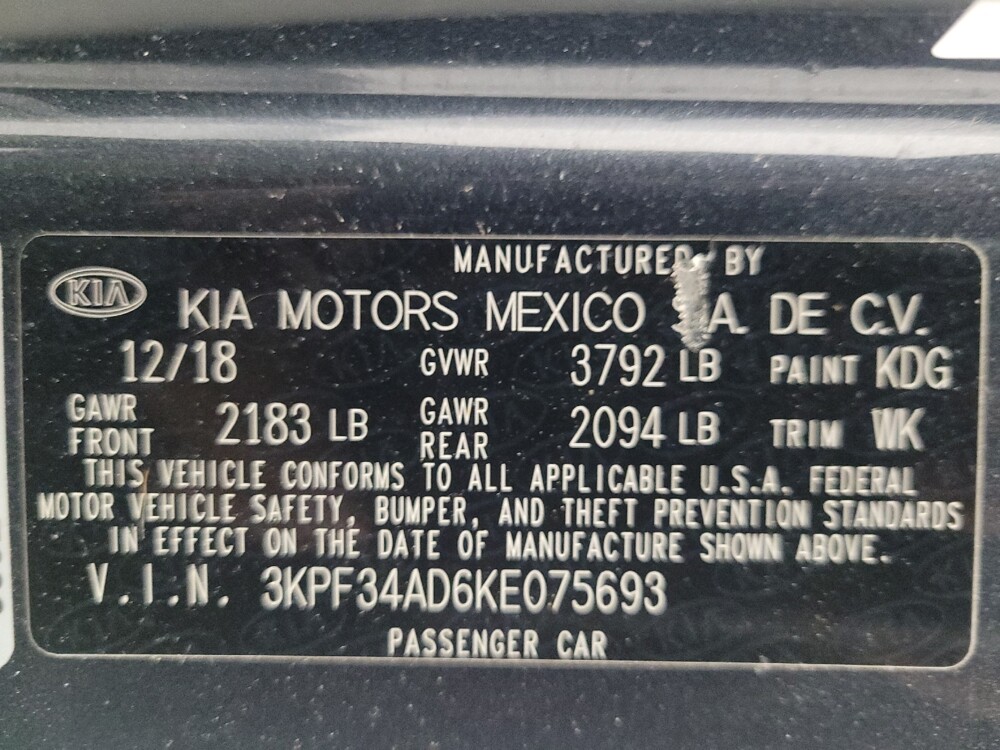 MANUFACTURED BY
KIA
KIA MOTORS MEXICO A. DE C.V.
12/18 GVWR 3792 LB PAINT KDG
GAWR FRONT 2183 LB GAWR REAR 2094 LB TRIM WK
THIS VEHICLE CONFORMS TO ALL APPLICABLE U.S.A. FEDERAL
MOTOR VEHICLE SAFETY, BUMPER, AND THEFT PREVENTION STANDARDS
IN EFFECT ON THE DATE OF MANUFACTURE SHOWN ABOVE.
V.I.N. 3KPF34AD6KE075693
PASSENGER CAR